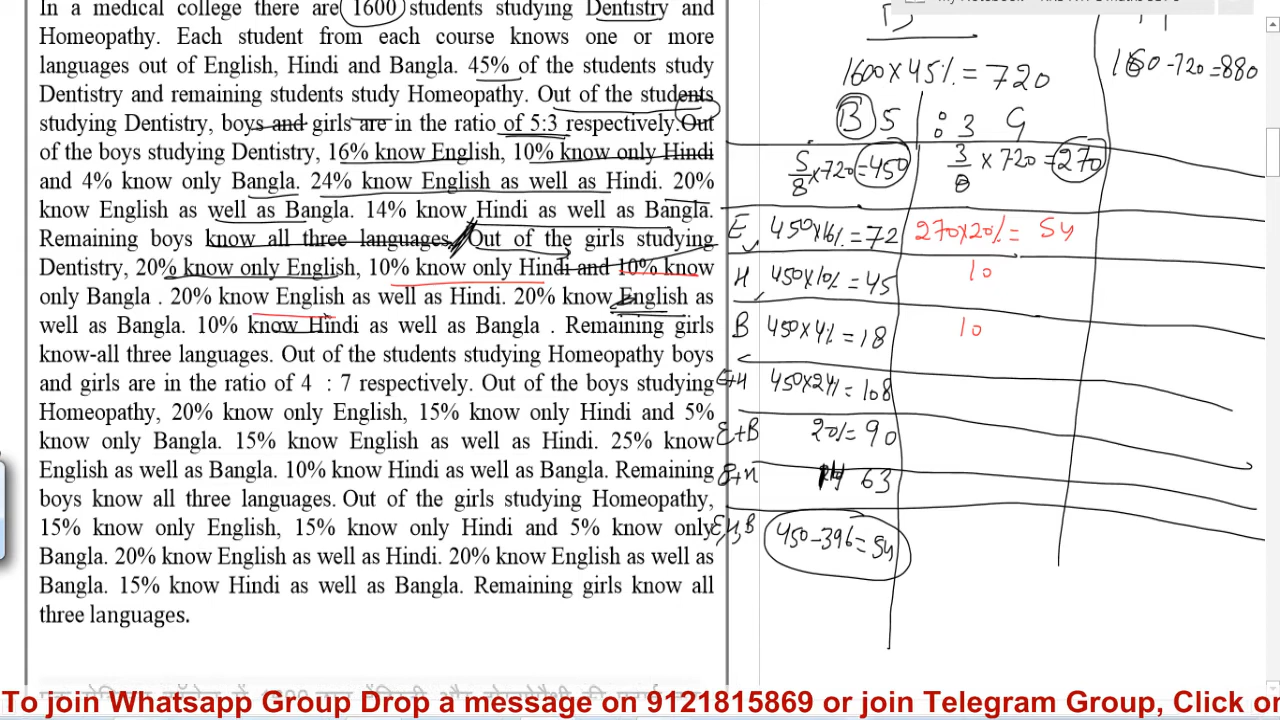 In a medical college there are 1600 students studying Dentistry and
Homeopathy. Each student from each course knows one or more
languages out of English, Hindi and Bangla. 45% of the students study
Dentistry and remaining students study Homeopathy. Out of the students
studying Dentistry, boys and girls are in the ratio of 5:3 respectively. Out
of the boys studying Dentistry, 16% know English, 10% know only Hindi
and 4% know only Bangla. 24% know English as well as Hindi. 20%
know English as well as Bangla. 14% know Hindi as well as Bangla.
Remaining boys know all three languages. Out of the girls studying
Dentistry, 20% know only English, 10% know only Hindi and 10% know
only Bangla . 20% know English as well as Hindi. 20% know English as
well as Bangla. 10% know Hindi as well as Bangla . Remaining girls
know-all three languages. Out of the students studying Homeopathy boys
and girls are in the ratio of 4 : 7 respectively. Out of the boys studying
Homeopathy, 20% know only English, 15% know only Hindi and 5%
know only Bangla. 15% know English as well as Hindi. 25% know
English as well as Bangla. 10% know Hindi as well as Bangla. Remaining
boys know all three languages. Out of the girls studying Homeopathy,
15% know only English, 15% know only Hindi and 5% know only
Bangla. 20% know English as well as Hindi. 20% know English as well as
Bangla. 15% know Hindi as well as Bangla. Remaining girls know all
three languages.
1600 X 45% = 720
-720=880
B 5 : 3 G
5/8 x720 =450
3/8 x 720 =270
E 450x16% = 72 270x20% = 54
H 450x10% = 45 10
B 450x4% = 18 10
E+H 450x24% = 108
E+B 20% = 90
63
E,H,B 450-396= 54
To join Whatsapp Group Drop a message on 9121815869 or join Telegram Group, Click or